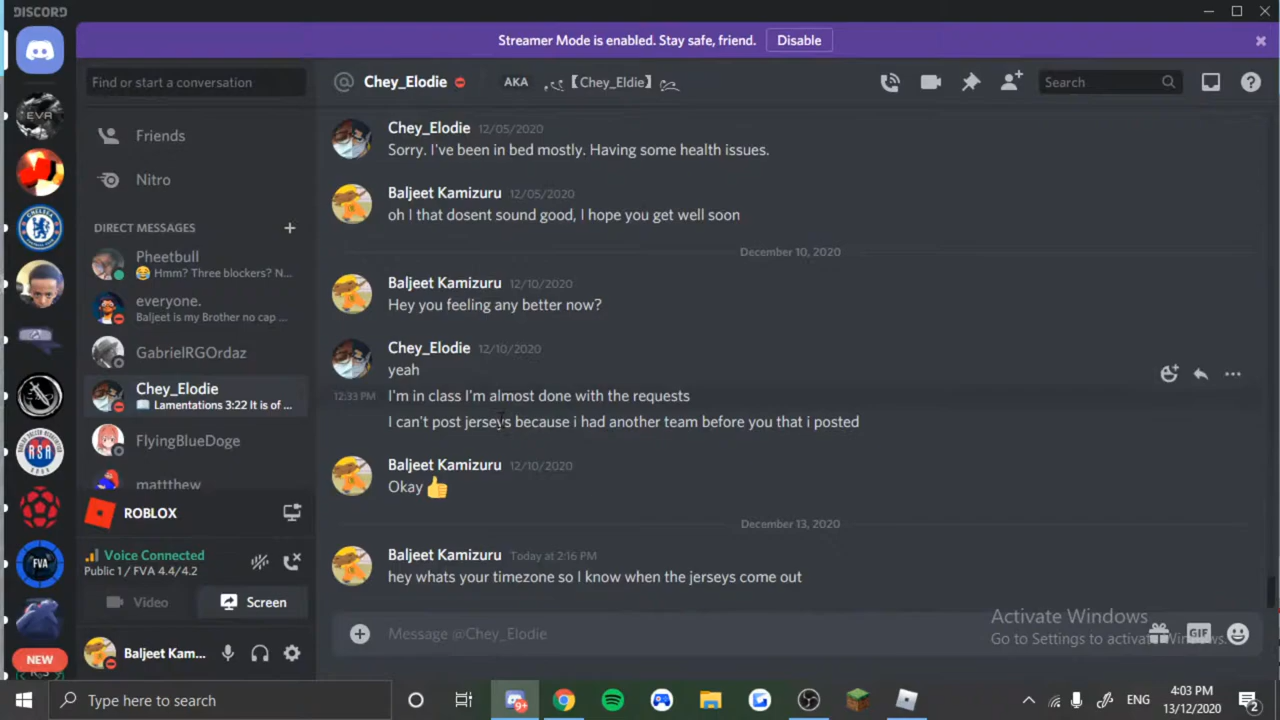 DISCORD
Streamer Mode is enabled. Stay safe, friend. Disable
Find or start a conversation
Chey_Elodie AKA 【Chey_Eldie】
Search
Friends
Nitro
DIRECT MESSAGES
Pheetbull
😂 Hmm? Three blockers? N...
everyone.
Baljeet is my Brother no cap ...
GabrielRGOrdaz
Chey_Elodie
📖 Lamentations 3:22 It is of ...
FlyingBlueDoge
mattthew
ROBLOX
Voice Connected
Public 1 / FVA 4.4/4.2
Video
Screen
Baljeet Kam...
EVA
CHELSEA
RSA
FVA
NEW
Chey_Elodie 12/05/2020
Sorry. I've been in bed mostly. Having some health issues.
Baljeet Kamizuru 12/05/2020
oh I that dosent sound good, I hope you get well soon
December 10, 2020
Baljeet Kamizuru 12/10/2020
Hey you feeling any better now?
Chey_Elodie 12/10/2020
yeah
12:33 PM I'm in class I'm almost done with the requests
I can't post jerseys because i had another team before you that i posted
Baljeet Kamizuru 12/10/2020
Okay 👍
December 13, 2020
Baljeet Kamizuru Today at 2:16 PM
hey whats your timezone so I know when the jerseys come out
Message @Chey_Elodie
GIF
Activate Windows
Go to Settings to activate Windows.
Type here to search
9+
ENG
4:03 PM
13/12/2020
2